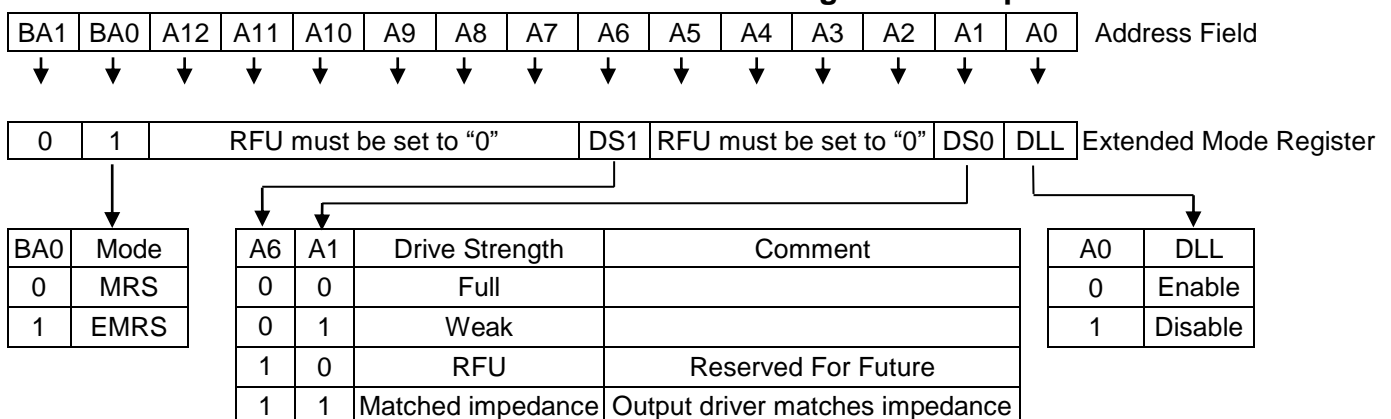 BA1 BA0 A12 A11 A10 A9 A8 A7 A6 A5 A4 A3 A2 A1 A0 Address Field
0 1 RFU must be set to “0” DS1 RFU must be set to “0” DS0 DLL Extended Mode Register
BA0 Mode A6 A1 Drive Strength Comment A0 DLL
0 MRS 0 0 Full 0 Enable
1 EMRS 0 1 Weak 1 Disable
1 0 RFU Reserved For Future
1 1 Matched impedance Output driver matches impedance